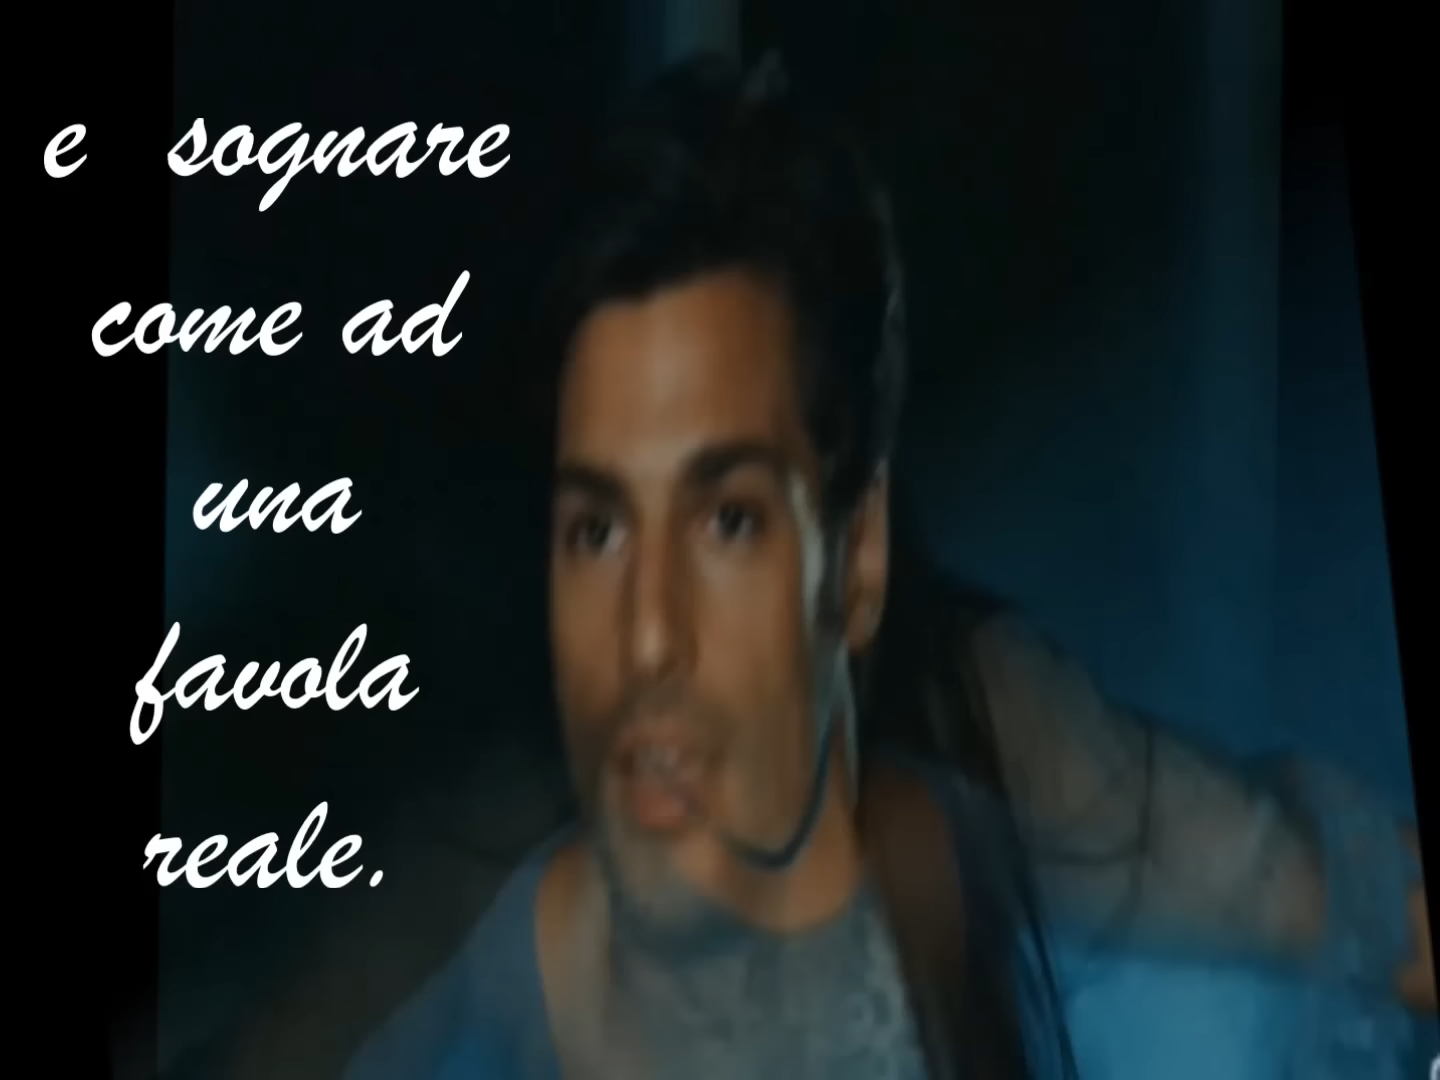 e sognare
come ad
una
favola
reale.